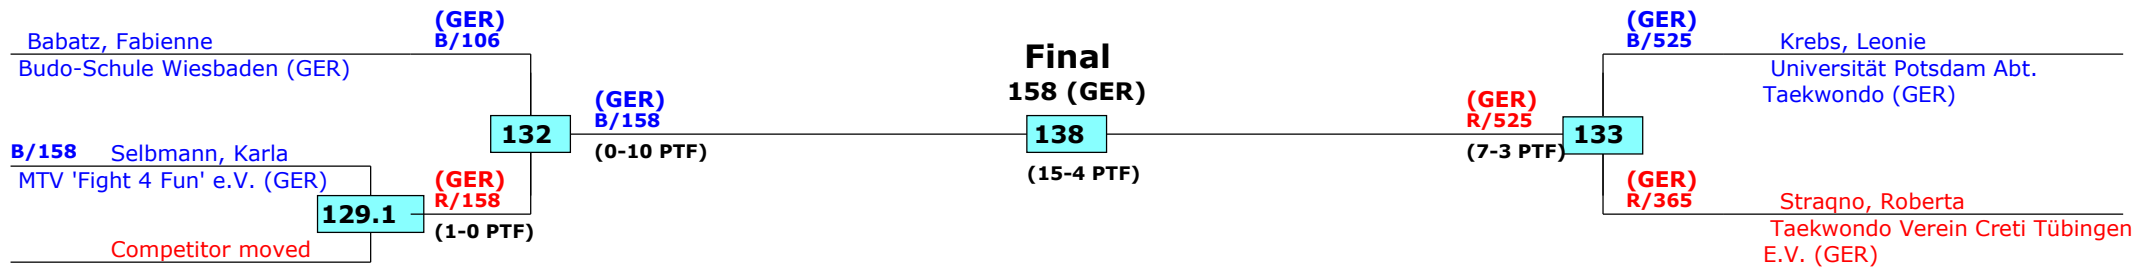 (GER)
B/106
Babatz, Fabienne
Budo-Schule Wiesbaden (GER)
B/158 Selbmann, Karla
MTV 'Fight 4 Fun' e.V. (GER)
129.1
Competitor moved
(GER)
R/158
(1-0 PTF)
132
(GER)
B/158
(0-10 PTF)
Final
158 (GER)
138
(15-4 PTF)
(GER)
R/525
(7-3 PTF)
133
(GER)
B/525
Krebs, Leonie
Universität Potsdam Abt.
Taekwondo (GER)
(GER)
R/365
Straqno, Roberta
Taekwondo Verein Creti Tübingen
E.V. (GER)